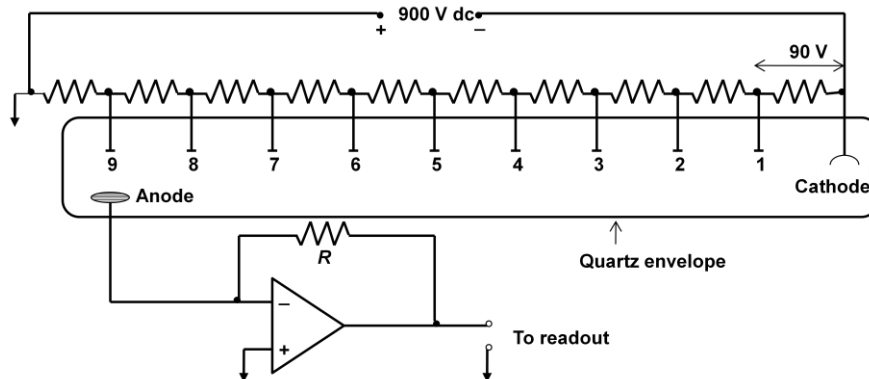 900 V dc
+ −
90 V
9 8 7 6 5 4 3 2 1
Anode
Cathode
R
Quartz envelope
−
+
To readout